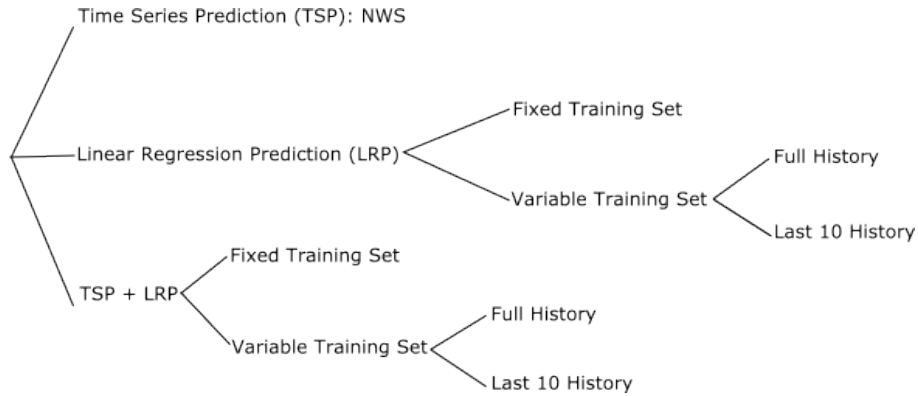 Time Series Prediction (TSP): NWS
Fixed Training Set
Linear Regression Prediction (LRP)
Full History
Variable Training Set
Last 10 History
Fixed Training Set
TSP + LRP
Full History
Variable Training Set
Last 10 History